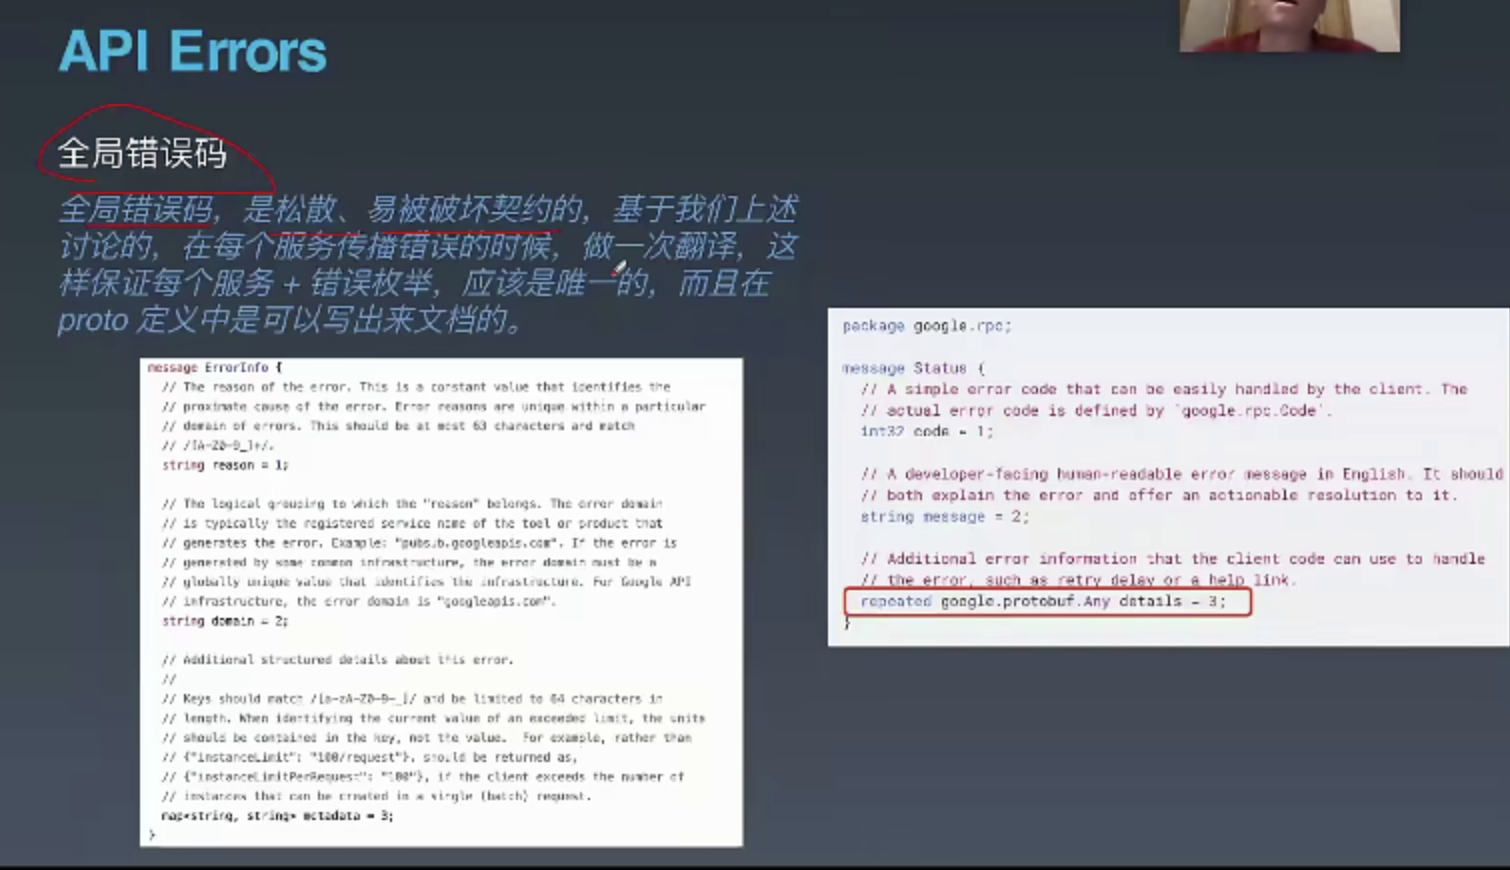 API Errors
全局错误码
全局错误码，是松散、易被破坏契约的，基于我们上述
讨论的，在每个服务传播错误的时候，做一次翻译，这
样保证每个服务 + 错误枚举，应该是唯一的，而且在
proto 定义中是可以写出来文档的。
message ErrorInfo {
// The reason of the error. This is a constant value that identifies the
// proximate cause of the error. Error reasons are unique within a particular
// domain of errors. This should be at most 63 characters and match
// /[A-Z0-9_]+/.
string reason = 1;
// The logical grouping to which the "reason" belongs. The error domain
// is typically the registered service name of the tool or product that
// generates the error. Example: "pubsub.googleapis.com". If the error is
// generated by some common infrastructure, the error domain must be a
// globally unique value that identifies the infrastructure. For Google API
// infrastructure, the error domain is "googleapis.com".
string domain = 2;
// Additional structured details about this error.
//
// Keys should match /[a-zA-Z0-9-_]/ and be limited to 64 characters in
// length. When identifying the current value of an exceeded limit, the units
// should be contained in the key, not the value. For example, rather than
// {"instanceLimit": "100/request"}, should be returned as,
// {"instanceLimitPerRequest": "100"}, if the client exceeds the number of
// instances that can be created in a single (batch) request.
map<string, string> metadata = 3;
}
package google.rpc;
message Status {
// A simple error code that can be easily handled by the client. The
// actual error code is defined by `google.rpc.Code`.
int32 code = 1;
// A developer-facing human-readable error message in English. It should
// both explain the error and offer an actionable resolution to it.
string message = 2;
// Additional error information that the client code can use to handle
// the error, such as retry delay or a help link.
repeated google.protobuf.Any details = 3;
}